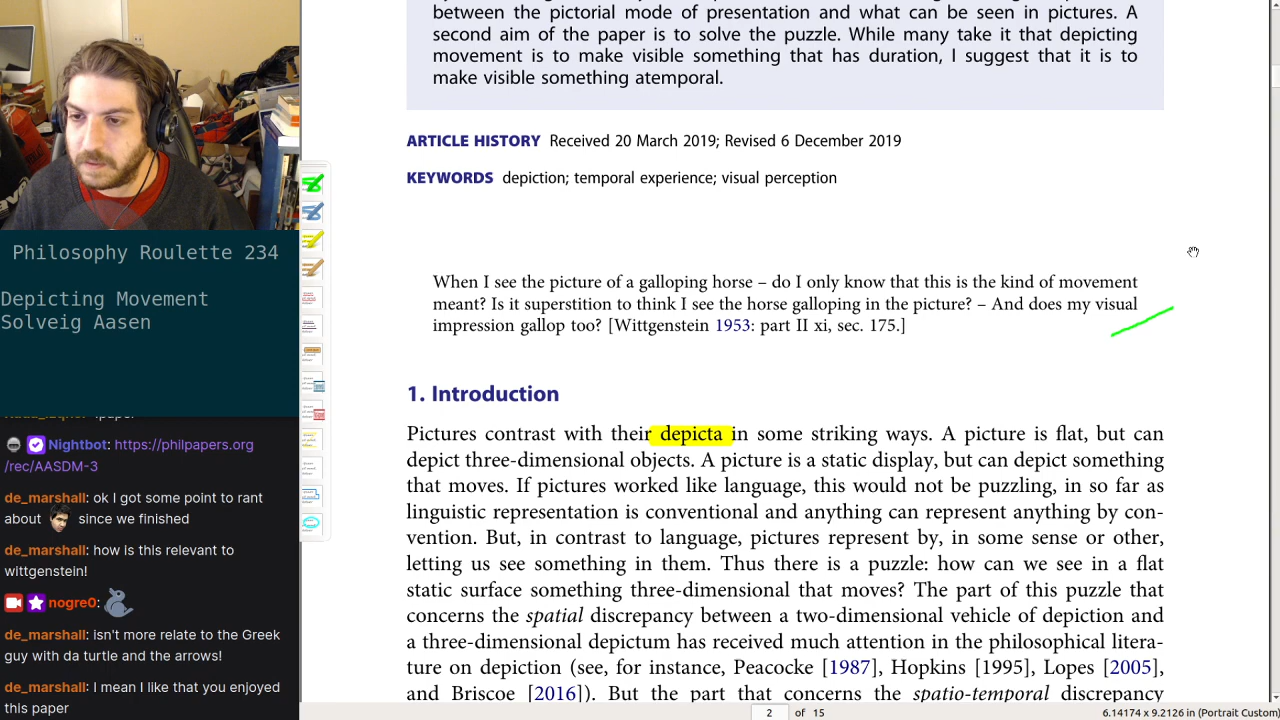 between the pictorial mode of presentation and what can be seen in pictures. A
second aim of the paper is to solve the puzzle. While many take it that depicting
movement is to make visible something that has duration, I suggest that it is to
make visible something atemporal.
ARTICLE HISTORY Received 20 March 2019; Revised 6 December 2019
KEYWORDS depiction; temporal experience; visual perception
When I see the picture of a galloping horse – do I only know that this is the kind of movement
meant? Is it superstition to think I see the horse galloping in the picture? – And does my visual
impression gallop too? [Wittgenstein 1953: part II xi, sec. 175.]
1. Introduction
Pictures contrast with their depicta in some striking ways. A picture is flat but can
depict three-dimensional objects. A picture is a static display but can depict something
that moves. If pictures worked like language, this would not be puzzling, in so far as
linguistic representation is conventional and anything can represent anything by con-
vention. But, in contrast to language, pictures represent by, in some sense or other,
letting us see something in them. Thus there is a puzzle: how can we see in a flat
static surface something three-dimensional that moves? The part of this puzzle that
concerns the spatial discrepancy between a two-dimensional vehicle of depiction and
a three-dimensional depictum has received much attention in the philosophical litera-
ture on depiction (see, for instance, Peacocke [1987], Hopkins [1995], Lopes [2005],
and Briscoe [2016]). But the part that concerns the spatio-temporal discrepancy
2 of 15
6.14174 x 9.2126 in (Portrait Custom)
Philosophy Roulette 234
Depicting Movement
Solveig Aasen
Nightbot: https://philpapers.org
/rec/AASDM-3
de_marshall: ok I got some point to rant
about since we finished
de_marshall: how is this relevant to
wittgenstein!
nogre0:
de_marshall: isn't more relate to the Greek
guy with da turtle and the arrows!
de_marshall: I mean I like that you enjoyed
this paper